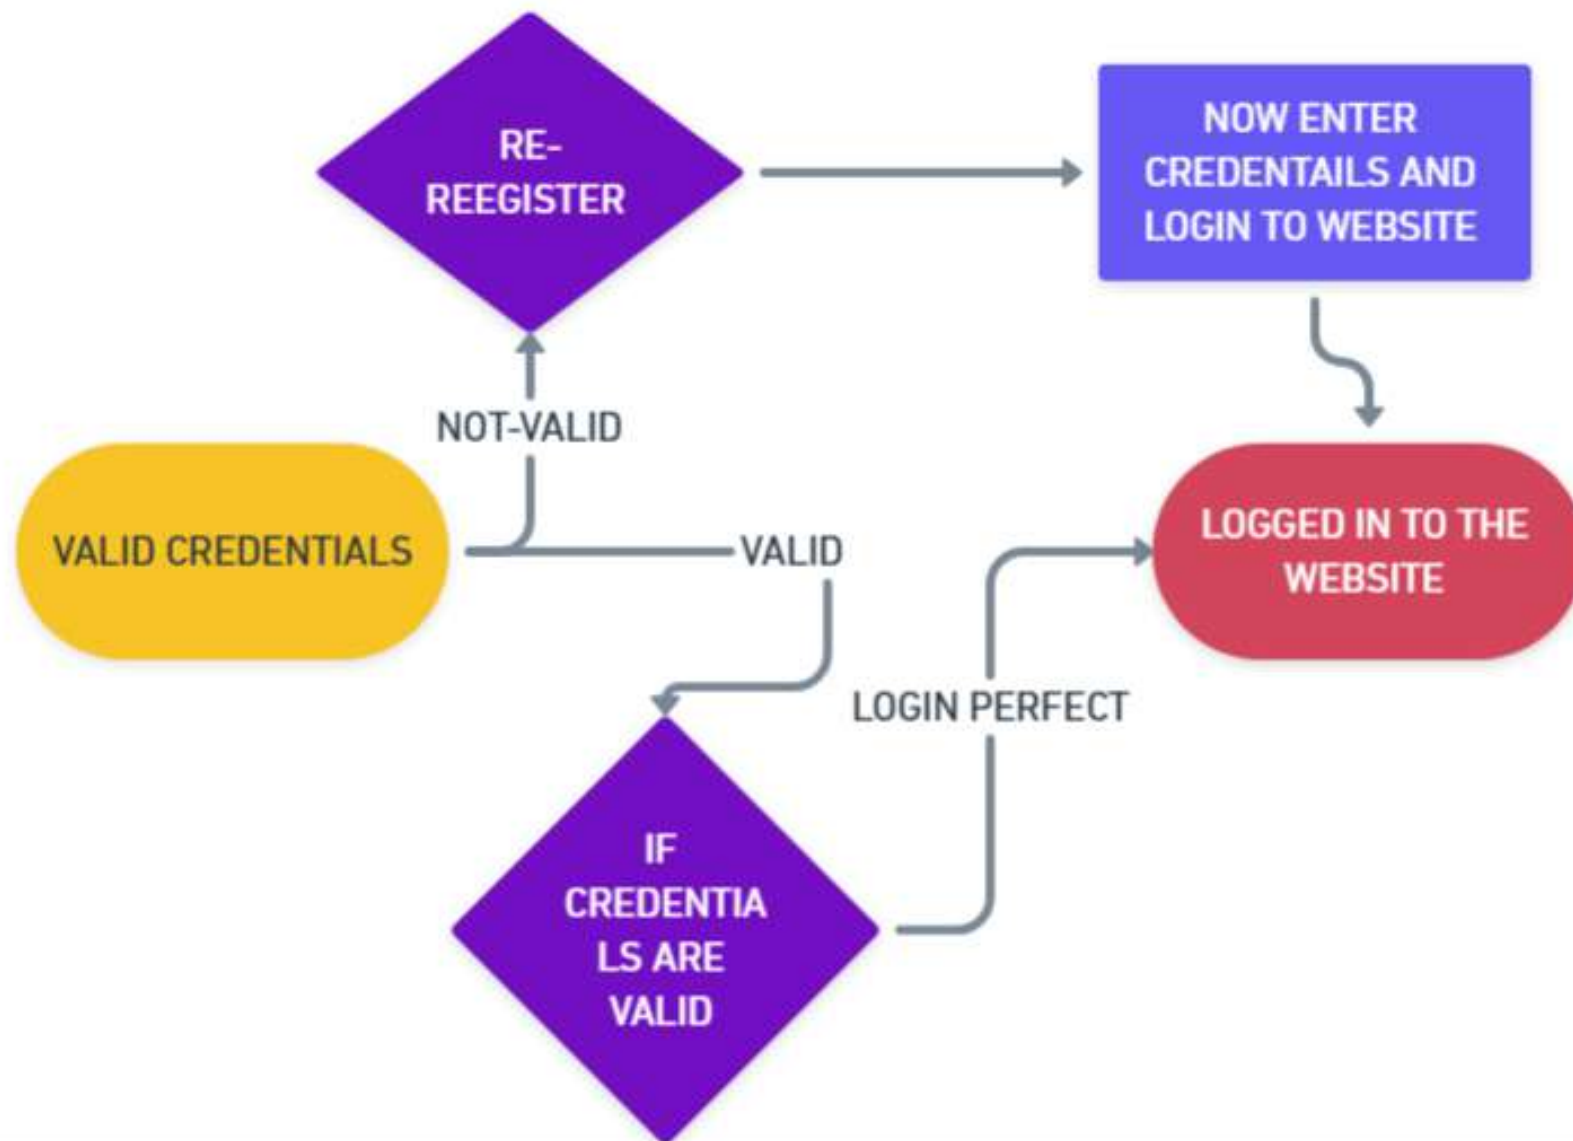 RE-
REEGISTER
NOW ENTER
CREDENTAILS AND
LOGIN TO WEBSITE
NOT-VALID
VALID CREDENTIALS
VALID
LOGGED IN TO THE
WEBSITE
LOGIN PERFECT
IF
CREDENTIA
LS ARE
VALID